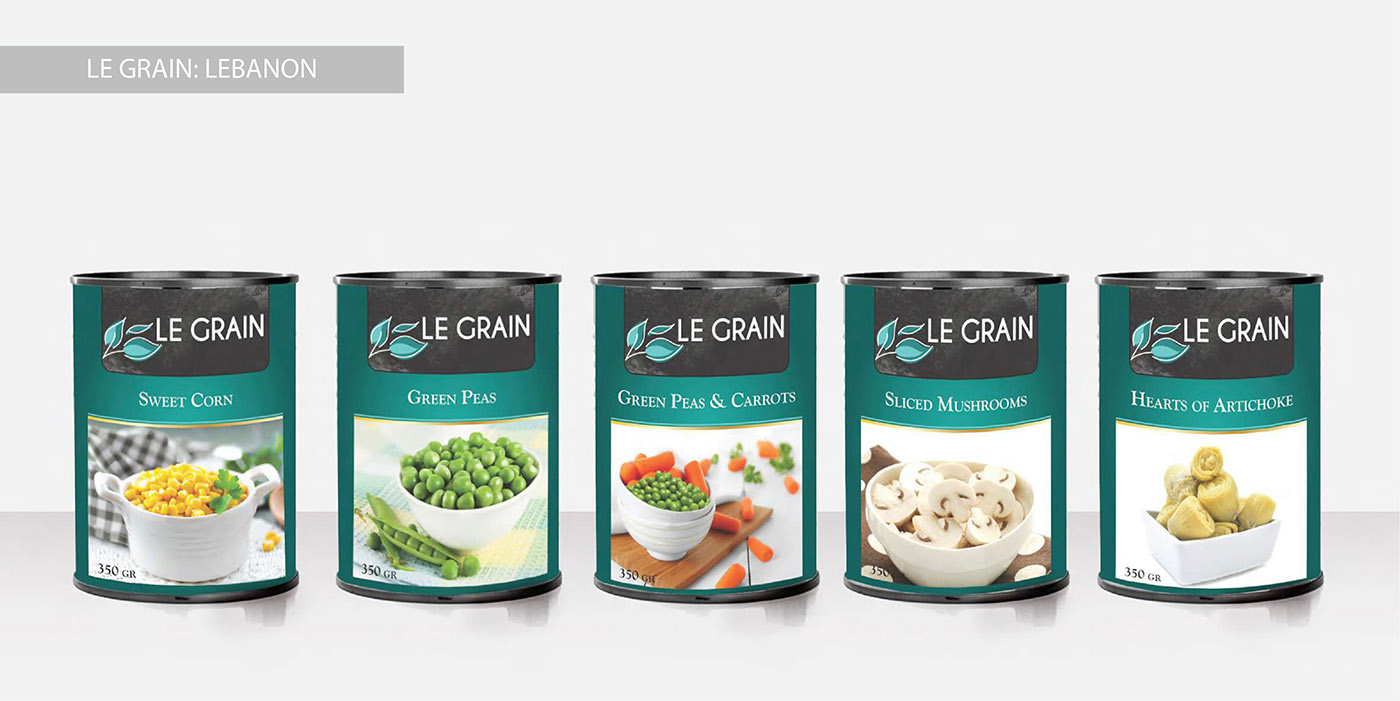 LE GRAIN: LEBANON
LE GRAIN
SWEET CORN
350 GR
LE GRAIN
GREEN PEAS
350 GR
LE GRAIN
GREEN PEAS & CARROTS
350 GR
LE GRAIN
SLICED MUSHROOMS
350
LE GRAIN
HEARTS OF ARTICHOKE
350 GR